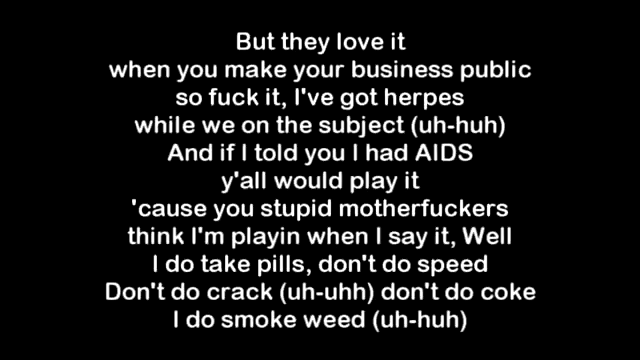 But they love it
when you make your business public
so fuck it, I've got herpes
while we on the subject (uh-huh)
And if I told you I had AIDS
y'all would play it
'cause you stupid motherfuckers
think I'm playin when I say it, Well
I do take pills, don't do speed
Don't do crack (uh-uhh) don't do coke
I do smoke weed (uh-huh)